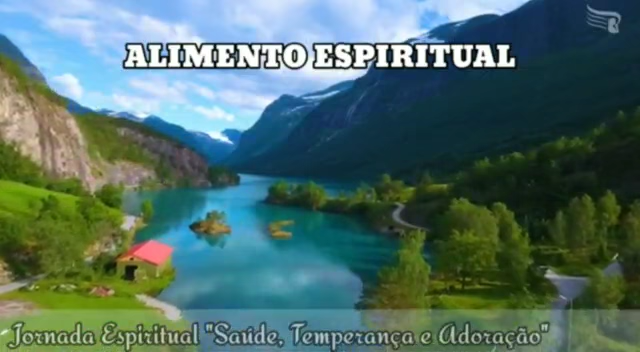 ALIMENTO ESPIRITUAL
Jornada Espiritual "Saúde, Temperança e Adoração"